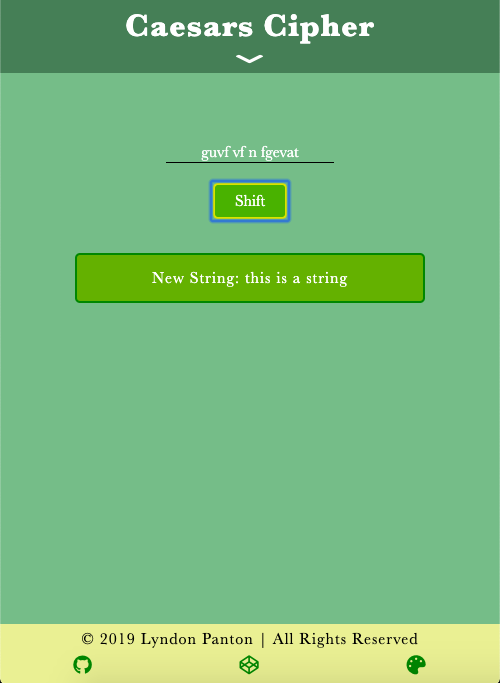 Caesars Cipher
guvf vf n fgevat
Shift
New String: this is a string
© 2019 Lyndon Panton | All Rights Reserved